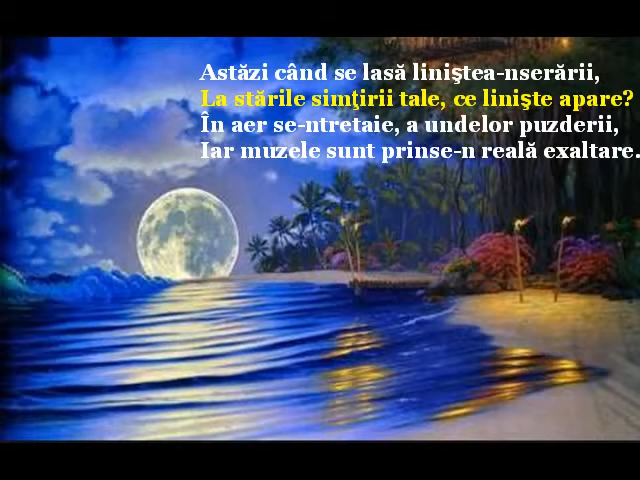 Astăzi când se lasă liniştea-nserării,
La stările simţirii tale, ce linişte apare?
În aer se-ntretaie, a undelor puzderii,
Iar muzele sunt prinse-n reală exaltare.